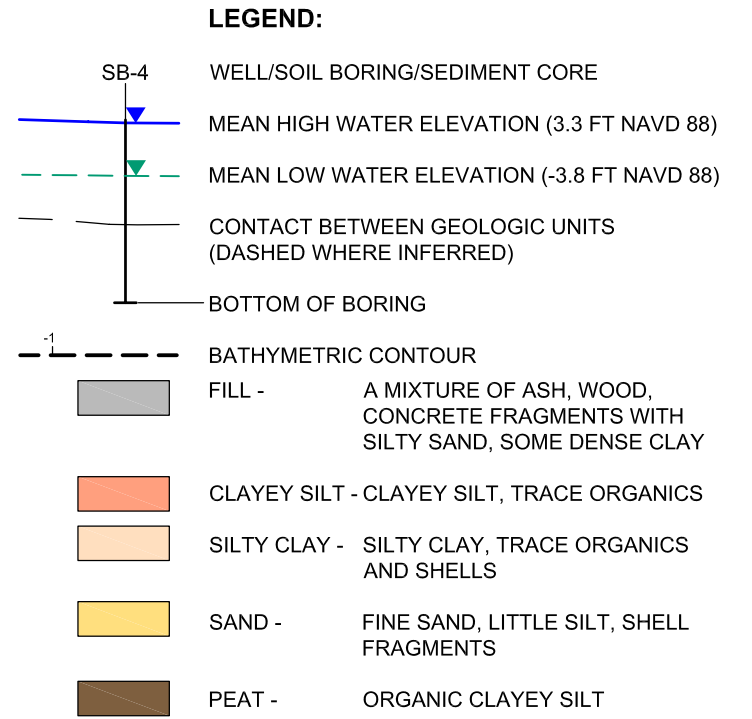 LEGEND:
SB-4 WELL/SOIL BORING/SEDIMENT CORE
MEAN HIGH WATER ELEVATION (3.3 FT NAVD 88)
MEAN LOW WATER ELEVATION (-3.8 FT NAVD 88)
CONTACT BETWEEN GEOLOGIC UNITS
(DASHED WHERE INFERRED)
BOTTOM OF BORING
-1
BATHYMETRIC CONTOUR
FILL - A MIXTURE OF ASH, WOOD,
CONCRETE FRAGMENTS WITH
SILTY SAND, SOME DENSE CLAY
CLAYEY SILT - CLAYEY SILT, TRACE ORGANICS
SILTY CLAY - SILTY CLAY, TRACE ORGANICS
AND SHELLS
SAND - FINE SAND, LITTLE SILT, SHELL
FRAGMENTS
PEAT - ORGANIC CLAYEY SILT